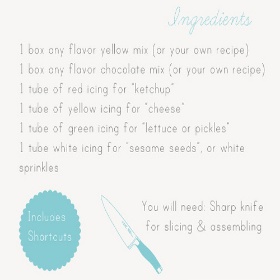 Ingredients
1 box any flavor yellow mix (or your own recipe)
1 box any flavor chocolate mix (or your own recipe)
1 tube of red icing for "ketchup"
1 tube of yellow icing for "cheese"
1 tube of green icing for "lettuce or pickles"
1 tube white icing for "sesame seeds", or white
sprinkles
Includes
Shortcuts
You will need: Sharp knife
for slicing & assembling